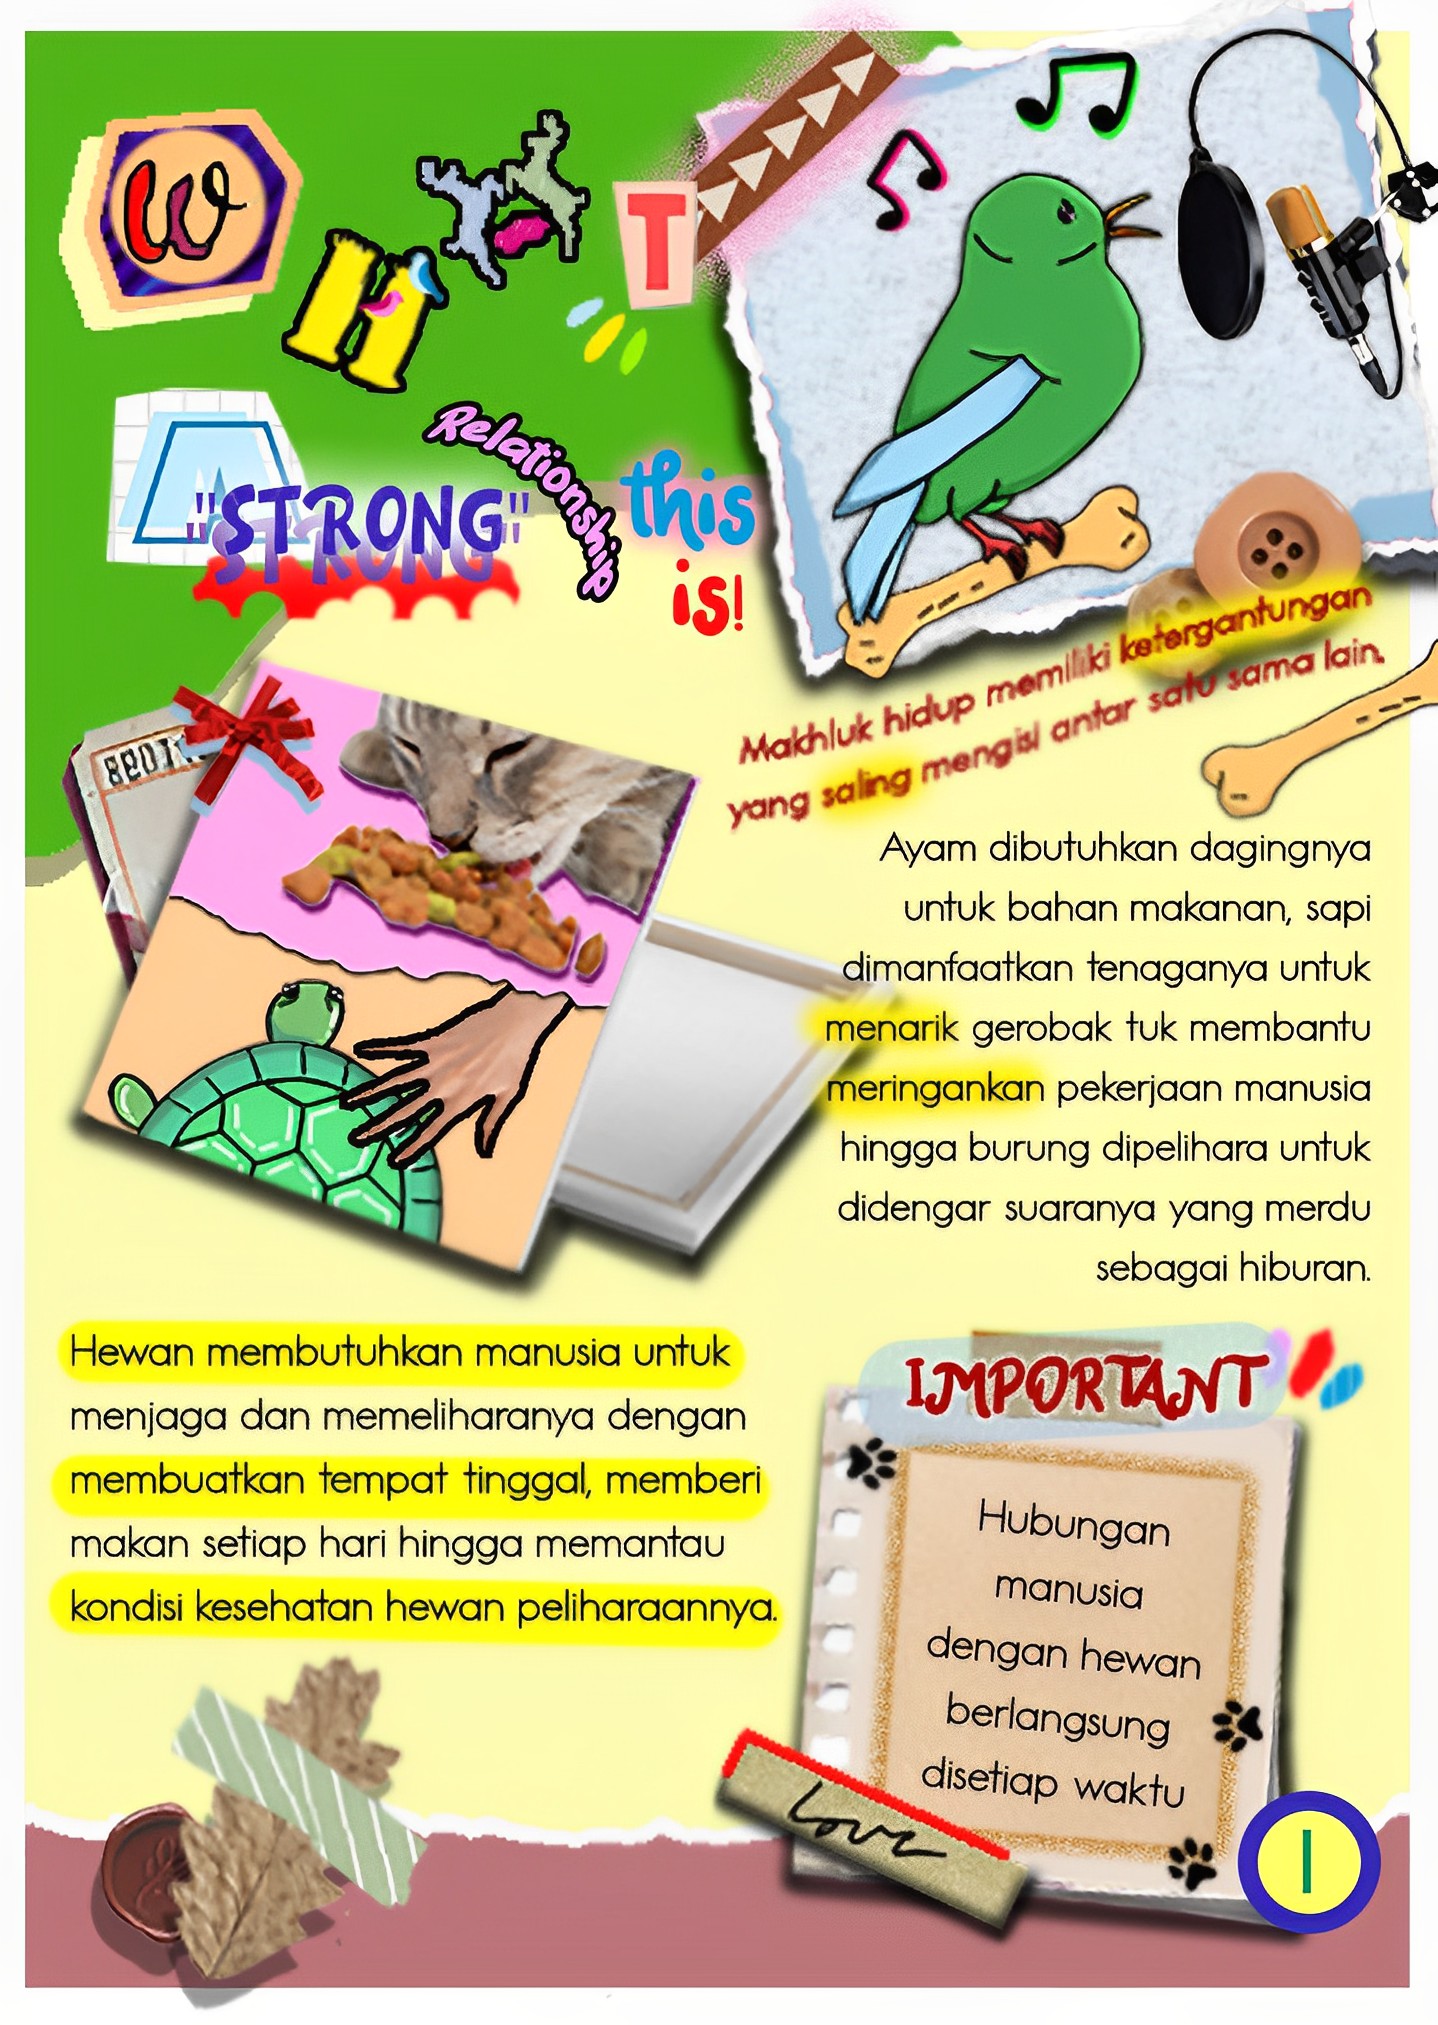 WHAT
A
"STRONG"
Relationship
this
is!
Makhluk hidup memiliki ketergantungan
yang saling mengisi antar satu sama lain.
Ayam dibutuhkan dagingnya
untuk bahan makanan, sapi
dimanfaatkan tenaganya untuk
menarik gerobak tuk membantu
meringankan pekerjaan manusia
hingga burung dipelihara untuk
didengar suaranya yang merdu
sebagai hiburan.
Hewan membutuhkan manusia untuk
menjaga dan memeliharanya dengan
membuatkan tempat tinggal, memberi
makan setiap hari hingga memantau
kondisi kesehatan hewan peliharaannya.
IMPORTANT
Hubungan
manusia
dengan hewan
berlangsung
disetiap waktu
love
1